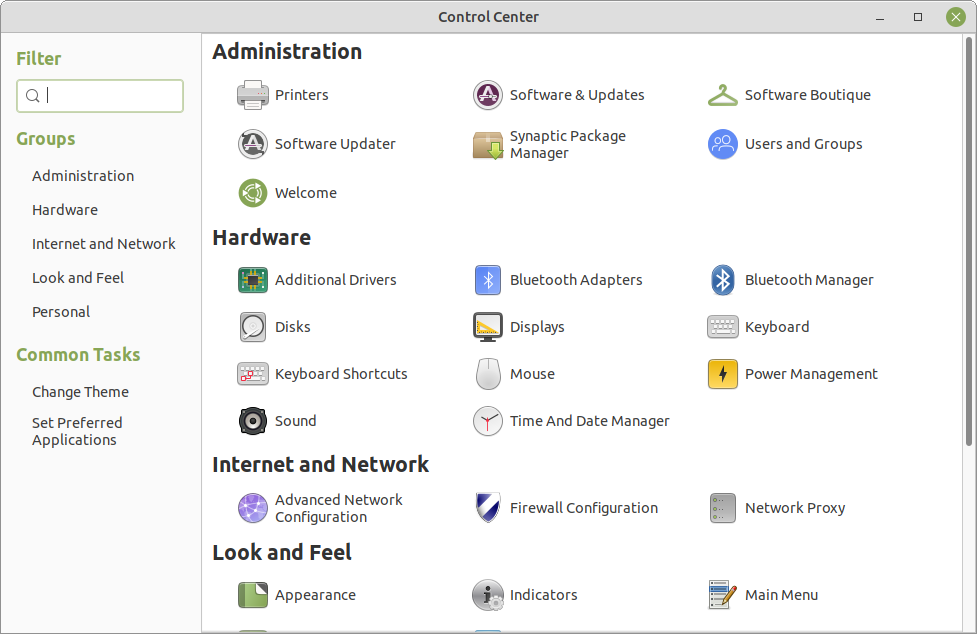 Control Center
Filter
Groups
Administration
Hardware
Internet and Network
Look and Feel
Personal
Common Tasks
Change Theme
Set Preferred
Applications
Administration
Printers
Software & Updates
Software Boutique
Software Updater
Synaptic Package
Manager
Users and Groups
Welcome
Hardware
Additional Drivers
Bluetooth Adapters
Bluetooth Manager
Disks
Displays
Keyboard
Keyboard Shortcuts
Mouse
Power Management
Sound
Time And Date Manager
Internet and Network
Advanced Network
Configuration
Firewall Configuration
Network Proxy
Look and Feel
Appearance
Indicators
Main Menu